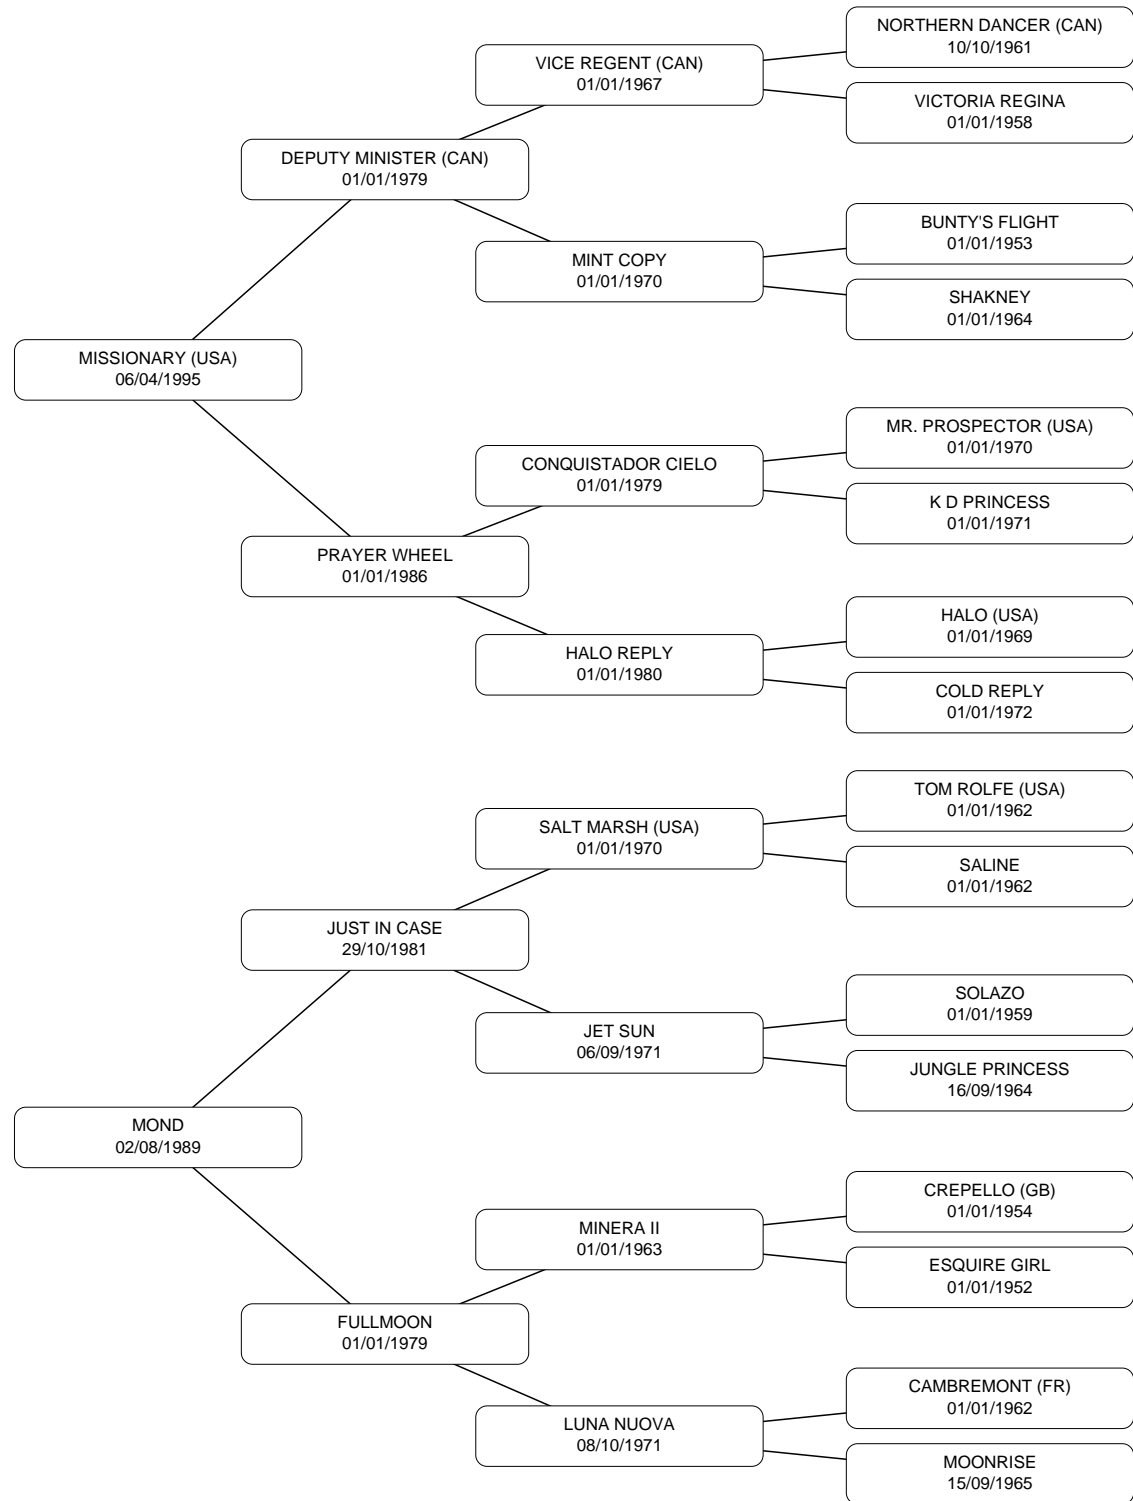 NORTHERN DANCER (CAN)
10/10/1961
VICE REGENT (CAN)
01/01/1967
VICTORIA REGINA
01/01/1958
DEPUTY MINISTER (CAN)
01/01/1979
BUNTY'S FLIGHT
01/01/1953
MINT COPY
01/01/1970
SHAKNEY
01/01/1964
MISSIONARY (USA)
06/04/1995
MR. PROSPECTOR (USA)
01/01/1970
CONQUISTADOR CIELO
01/01/1979
K D PRINCESS
01/01/1971
PRAYER WHEEL
01/01/1986
HALO (USA)
01/01/1969
HALO REPLY
01/01/1980
COLD REPLY
01/01/1972
TOM ROLFE (USA)
01/01/1962
SALT MARSH (USA)
01/01/1970
SALINE
01/01/1962
JUST IN CASE
29/10/1981
SOLAZO
01/01/1959
JET SUN
06/09/1971
JUNGLE PRINCESS
16/09/1964
MOND
02/08/1989
CREPELLO (GB)
01/01/1954
MINERA II
01/01/1963
ESQUIRE GIRL
01/01/1952
FULLMOON
01/01/1979
CAMBREMONT (FR)
01/01/1962
LUNA NUOVA
08/10/1971
MOONRISE
15/09/1965